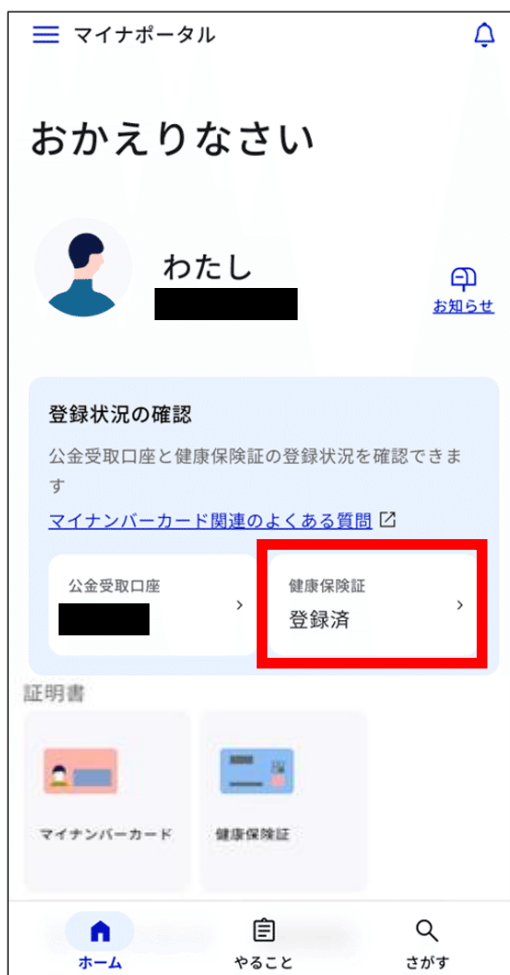 マイナポータル
おかえりなさい
わたし
お知らせ
登録状況の確認
公金受取口座と健康保険証の登録状況を確認できま
す
マイナンバーカード関連のよくある質問
公金受取口座
健康保険証
登録済
証明書
マイナンバーカード
健康保険証
ホーム
やること
さがす